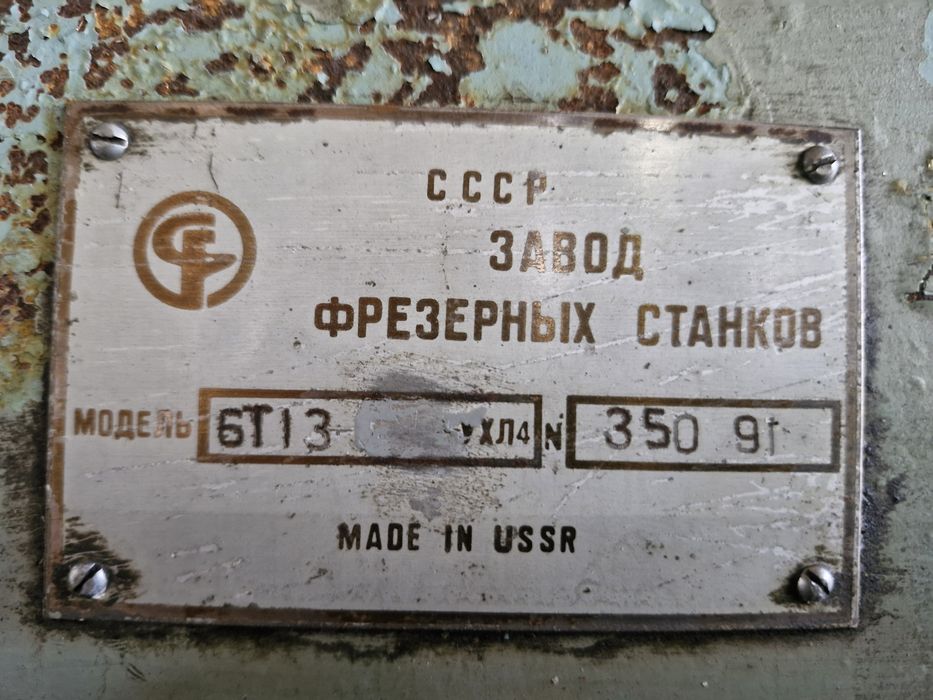 СССР
ЗАВОД
ФРЕЗЕРНЫХ СТАНКОВ
МОДЕЛЬ 6Т13- УХЛ4 N 350 91
MADE IN USSR